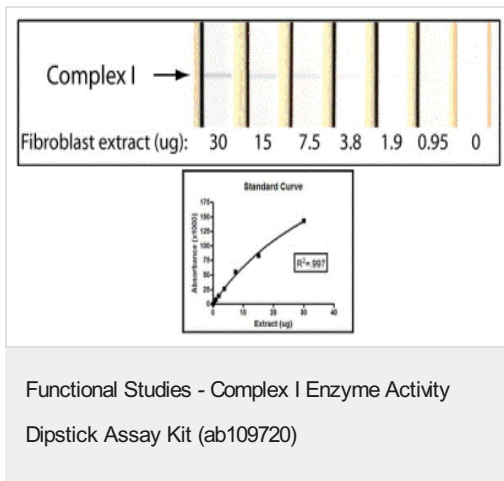 Complex I
Fibroblast extract (ug): 30 15 7.5 3.8 1.9 0.95 0
Standard Curve
Absorbance (x1000)
175
150
125
100
75
50
25
0
R²=.997
0 10 20 30 40
Extract (ug)
Functional Studies - Complex I Enzyme Activity
Dipstick Assay Kit (ab109720)